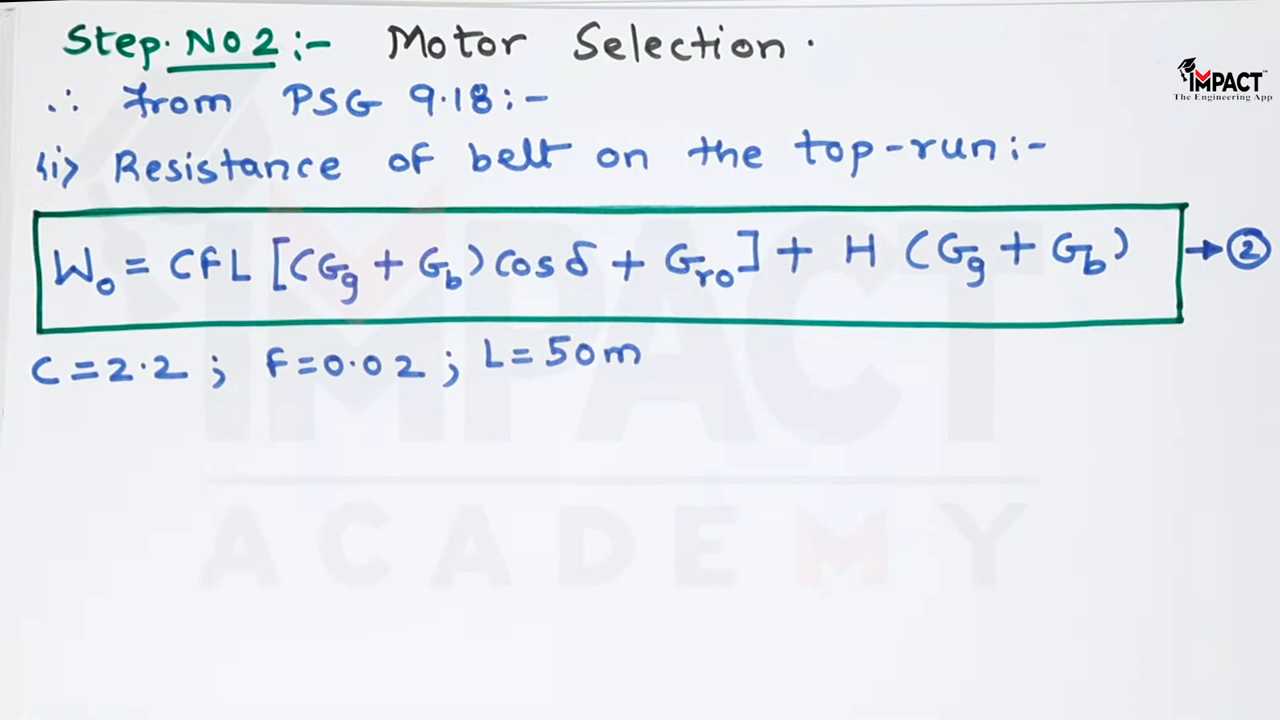 Step. No 2 :- Motor Selection.
∴ from PSG 9.18 :-
(i) Resistance of belt on the top-run :-
W₀ = CFL [(Gg + Gb) cos δ + Gro] + H (Gg + Gb) → ②
C = 2.2 ; F = 0.02 ; L = 50m
IMPACT
The Engineering App
IMPACT
ACADEMY